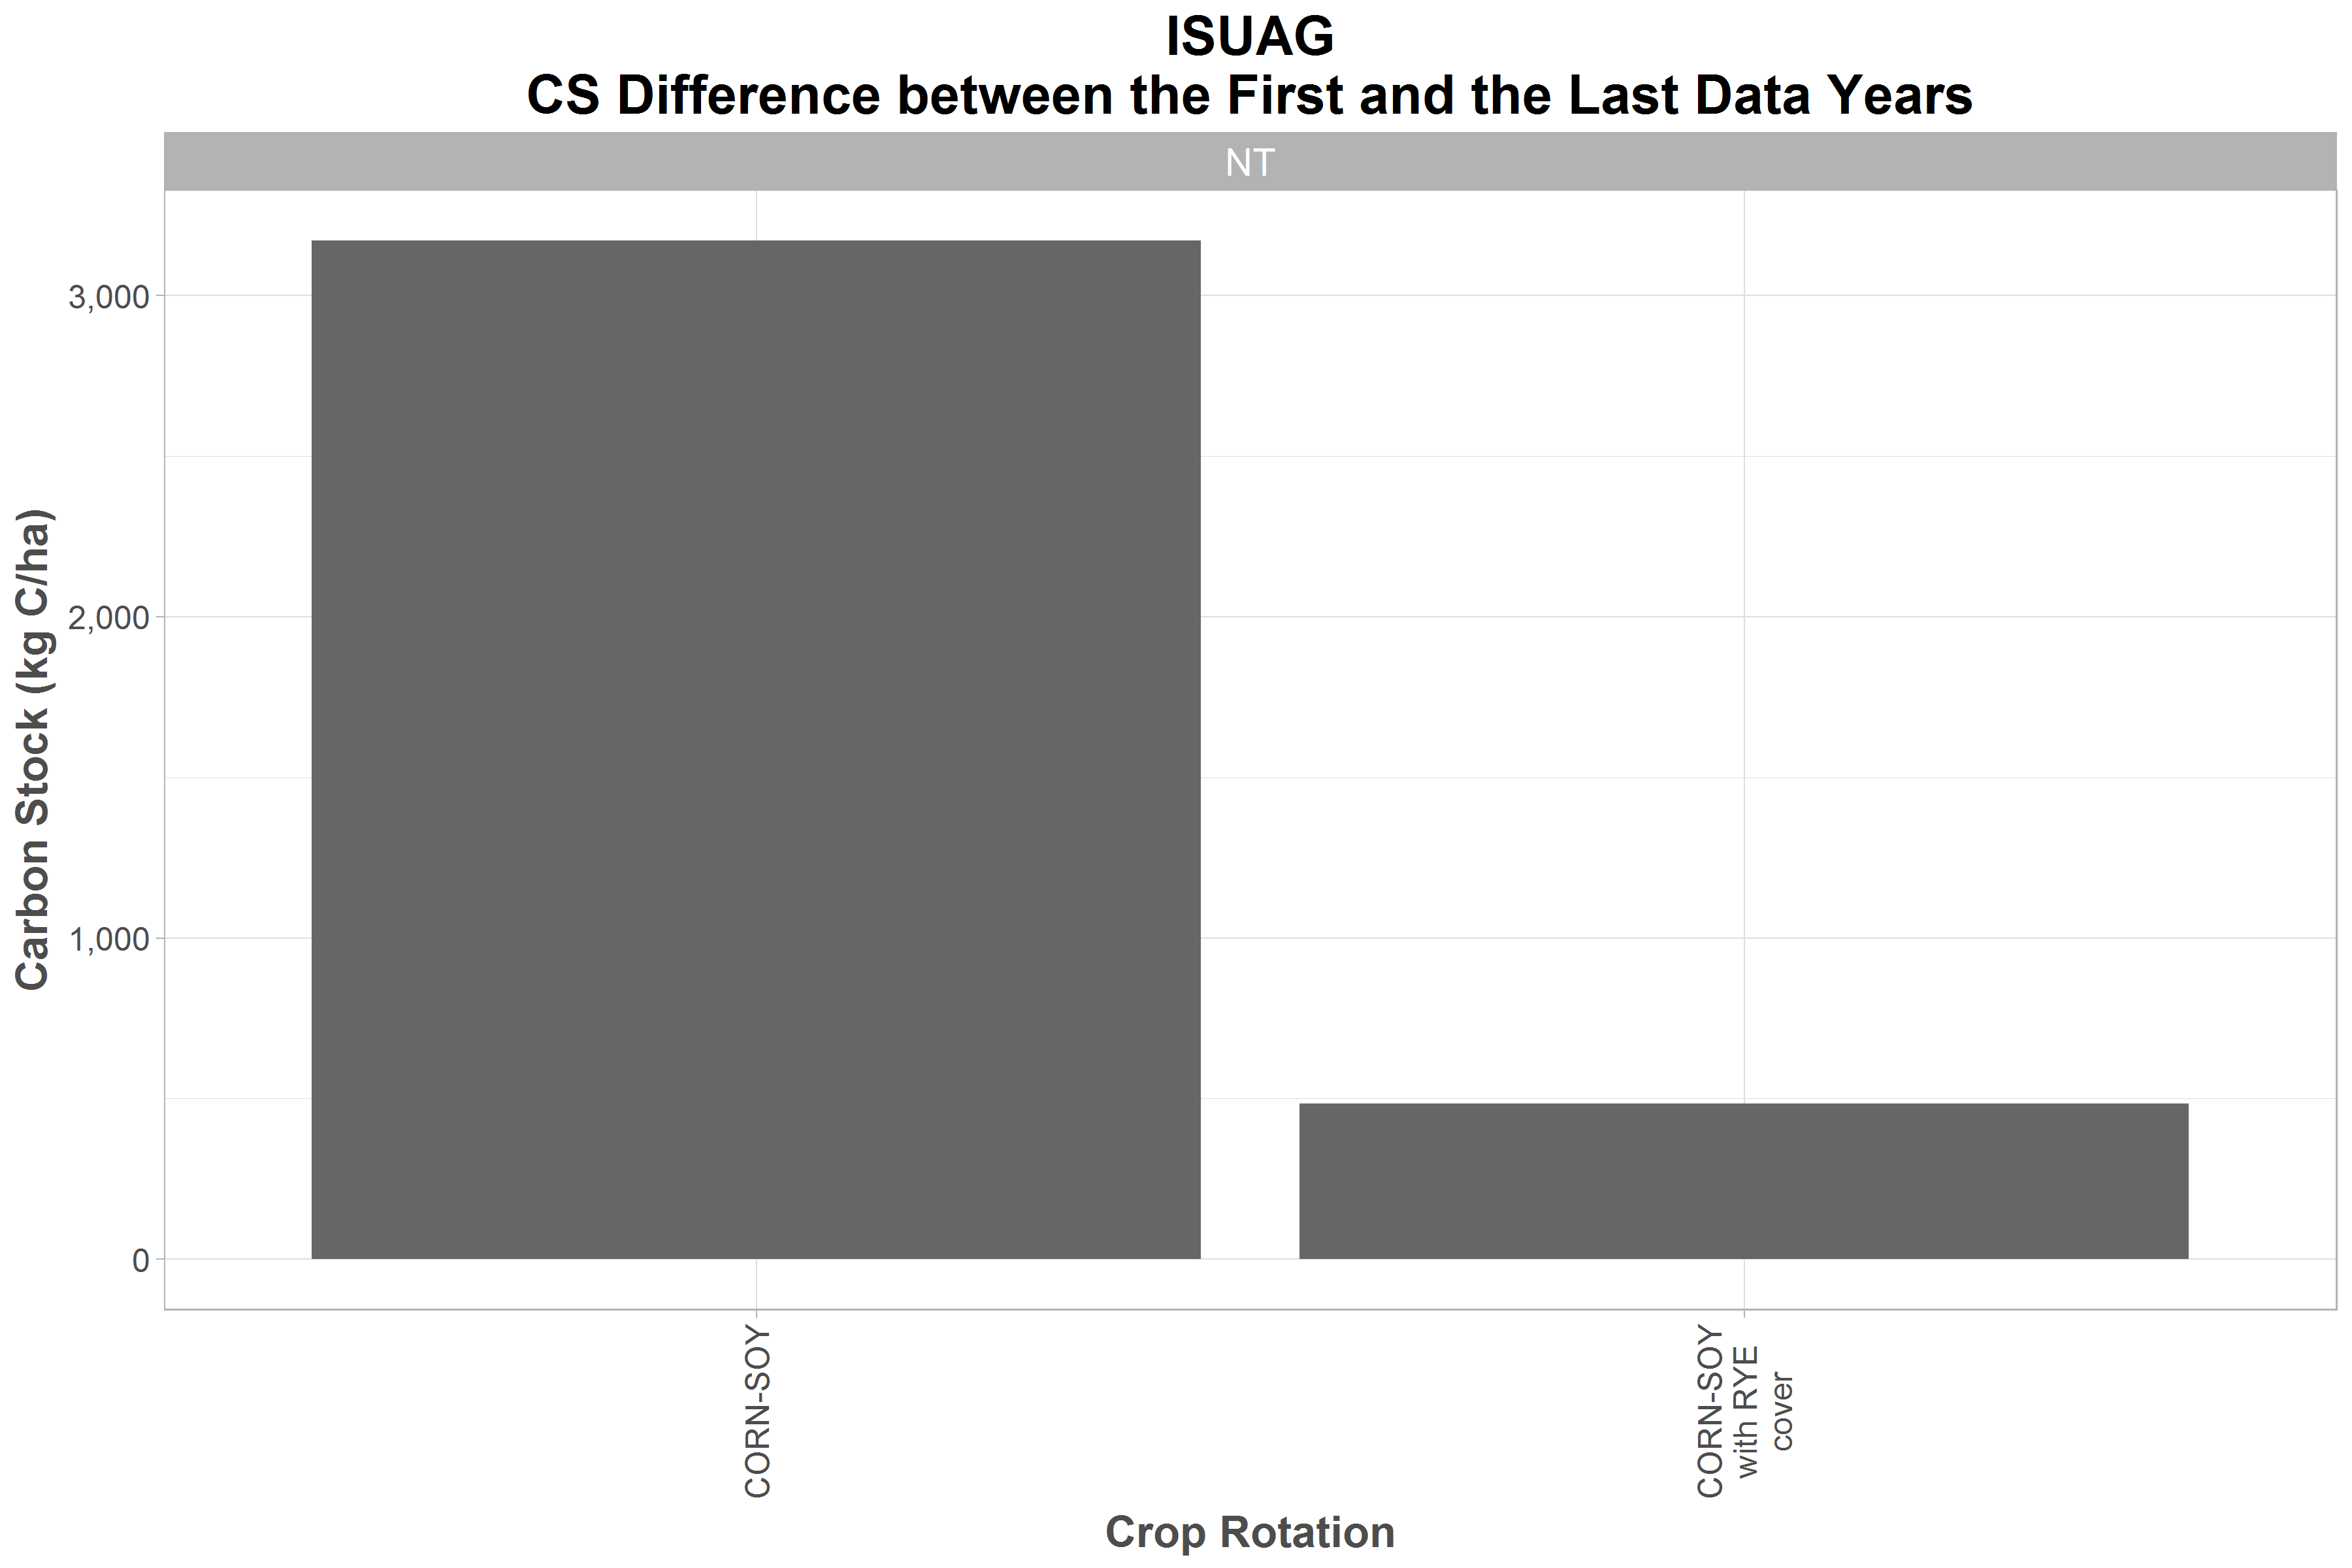 ISUAG
CS Difference between the First and the Last Data Years
NT
Carbon Stock (kg C/ha)
3,000
2,000
1,000
0
CORN-SOY
CORN-SOY
with RYE
cover
Crop Rotation